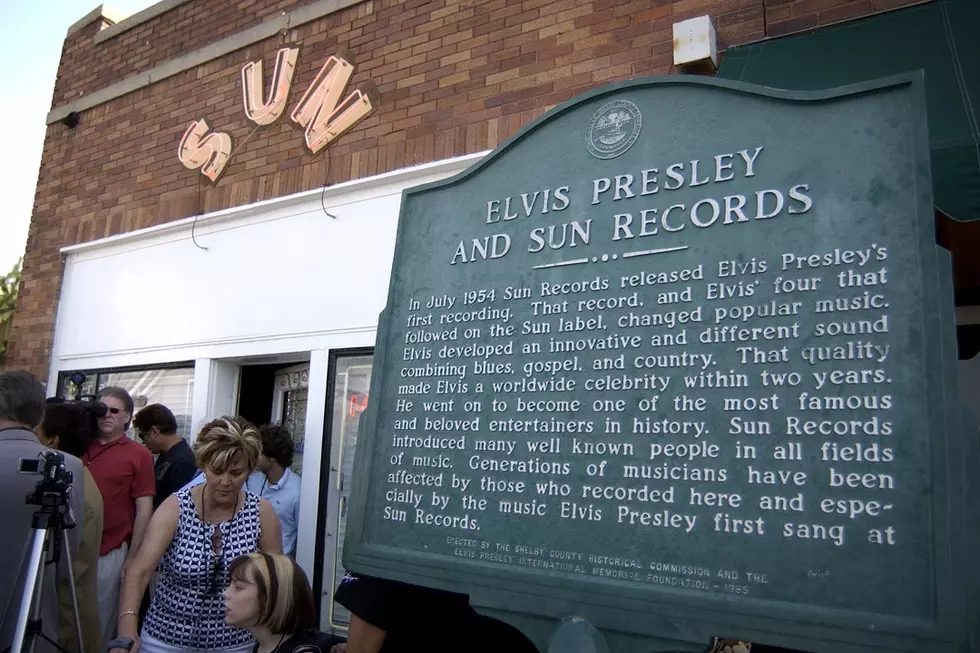 SUN
ELVIS PRESLEY
AND SUN RECORDS
In July 1954 Sun Records released Elvis Presley's
first recording. That record, and Elvis' four that
followed on the Sun label, changed popular music.
Elvis developed an innovative and different sound
combining blues, gospel, and country. That quality
made Elvis a worldwide celebrity within two years.
He went on to become one of the most famous
and beloved entertainers in history. Sun Records
introduced many well known people in all fields
of music. Generations of musicians have been
affected by those who recorded here and espe-
cially by the music Elvis Presley first sang at
Sun Records.
ERECTED BY THE SHELBY COUNTY HISTORICAL COMMISSION AND THE
ELVIS PRESLEY INTERNATIONAL MEMORIAL FOUNDATION - 1985